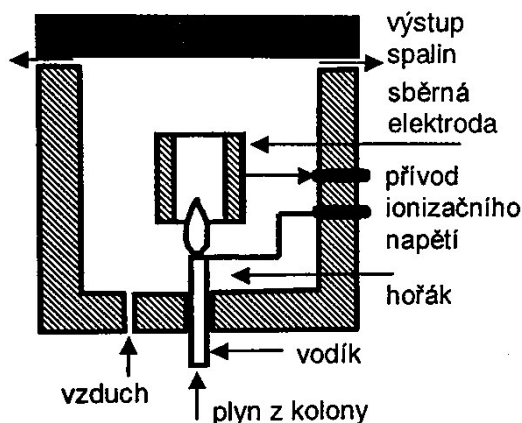 výstup
spalin
sběrná
elektroda
přívod
ionizačního
napětí
hořák
vodík
vzduch
plyn z kolony